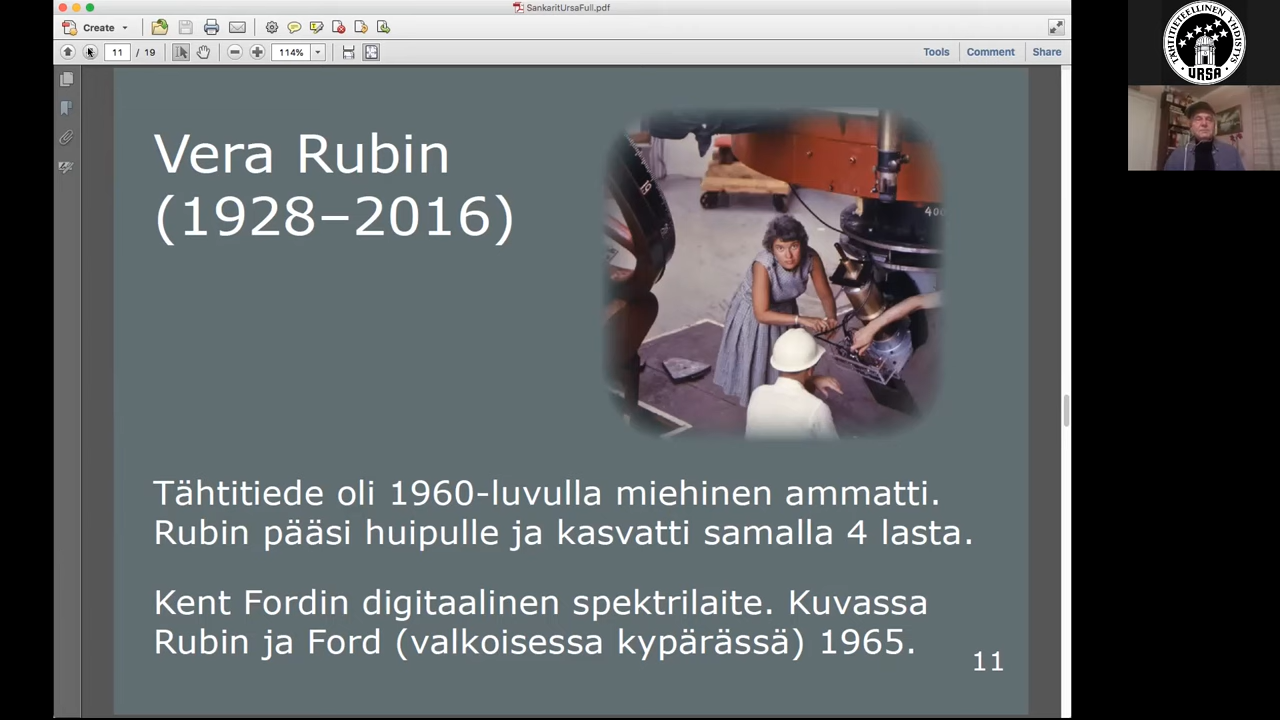 SankaritUrsaFull.pdf
Create
11 / 19
114%
Tools
Comment
Share
Vera Rubin
(1928–2016)
400
Tähtitiede oli 1960-luvulla miehinen ammatti.
Rubin pääsi huipulle ja kasvatti samalla 4 lasta.
Kent Fordin digitaalinen spektrilaite. Kuvassa
Rubin ja Ford (valkoisessa kypärässä) 1965.
11
TÄHTITIETEELLINEN YHDISTYS
URSA